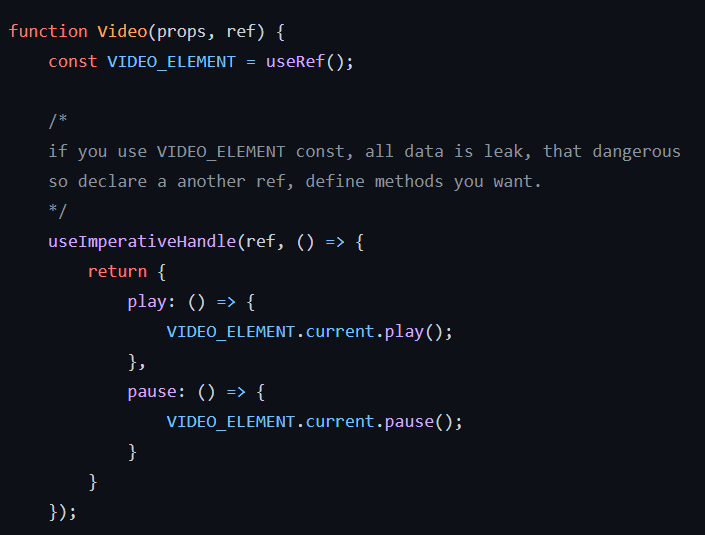 function Video(props, ref) {
    const VIDEO_ELEMENT = useRef();

    /*
    if you use VIDEO_ELEMENT const, all data is leak, that dangerous
    so declare a another ref, define methods you want.
    */
    useImperativeHandle(ref, () => {
        return {
            play: () => {
                VIDEO_ELEMENT.current.play();
            },
            pause: () => {
                VIDEO_ELEMENT.current.pause();
            }
        }
    });